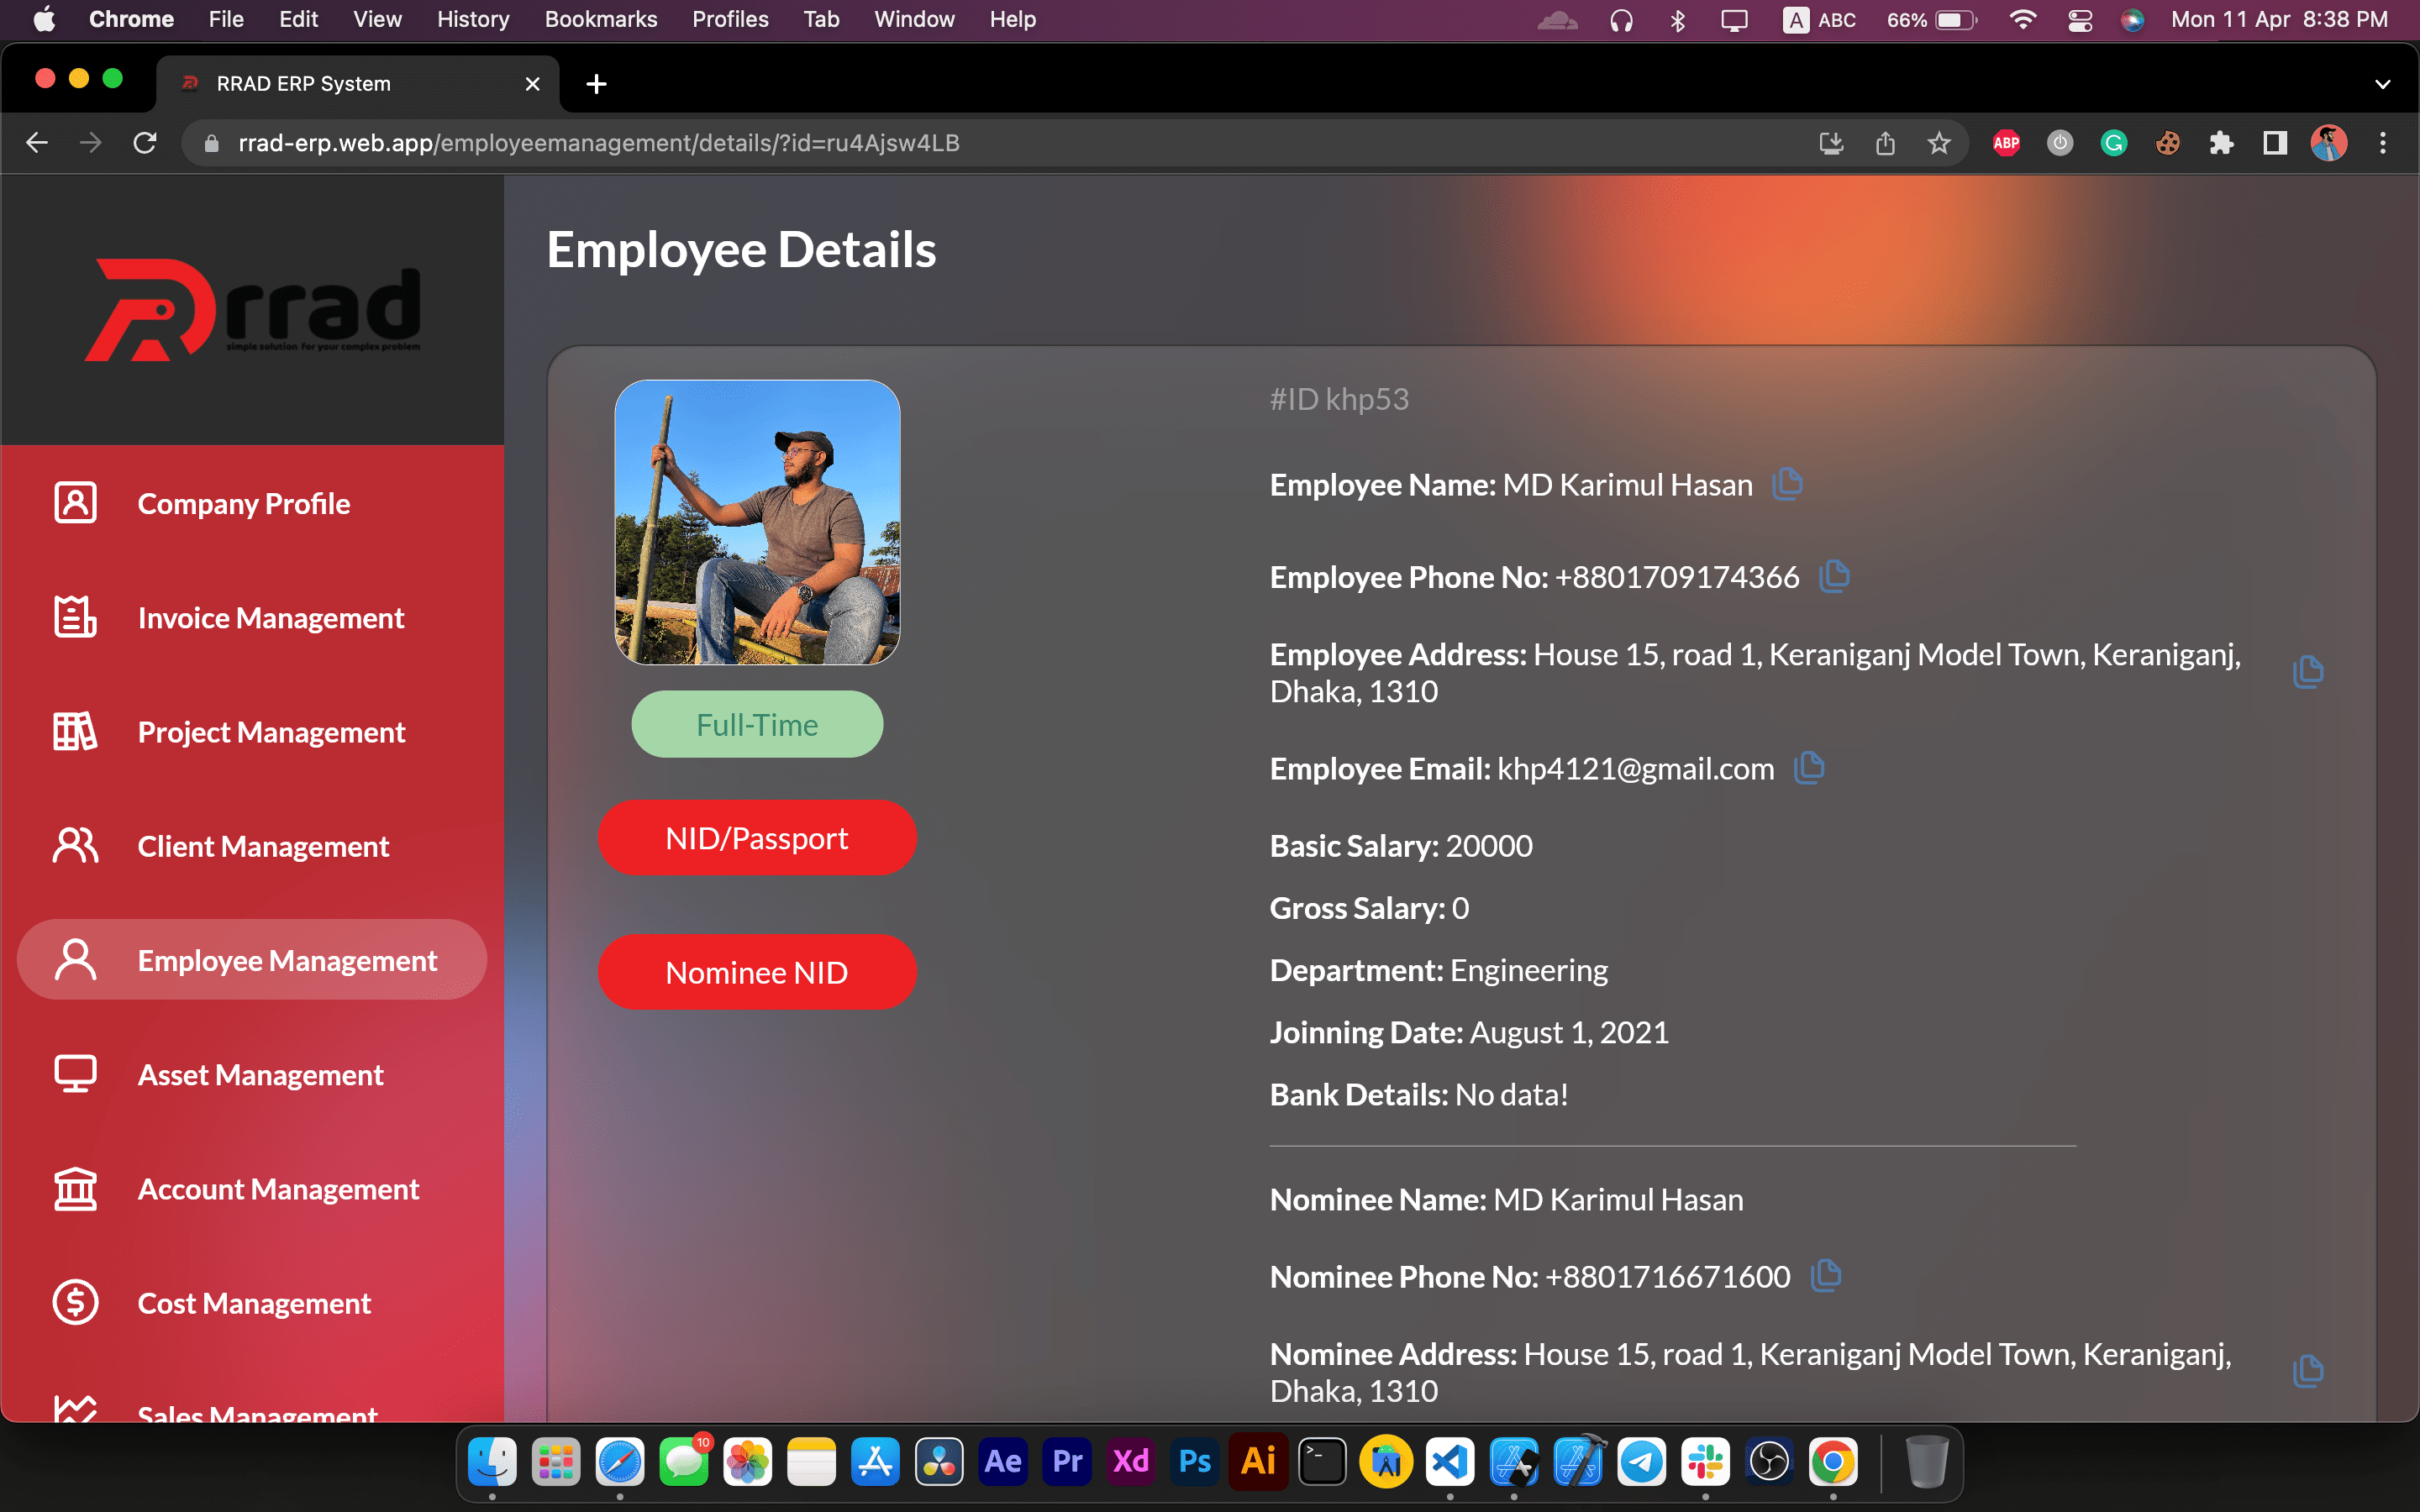 Chrome File Edit View History Bookmarks Profiles Tab Window Help A ABC 66% Mon 11 Apr 8:38 PM
RRAD ERP System
rrad-erp.web.app/employeemanagement/details/?id=ru4Ajsw4LB
ABP
rrad
simple solution for your complex problem
Company Profile
Invoice Management
Project Management
Client Management
Employee Management
Asset Management
Account Management
Cost Management
Sales Management
Employee Details
Full-Time
NID/Passport
Nominee NID
#ID khp53
Employee Name: MD Karimul Hasan
Employee Phone No: +8801709174366
Employee Address: House 15, road 1, Keraniganj Model Town, Keraniganj,
Dhaka, 1310
Employee Email: khp4121@gmail.com
Basic Salary: 20000
Gross Salary: 0
Department: Engineering
Joinning Date: August 1, 2021
Bank Details: No data!
Nominee Name: MD Karimul Hasan
Nominee Phone No: +8801716671600
Nominee Address: House 15, road 1, Keraniganj Model Town, Keraniganj,
Dhaka, 1310
10
Ae Pr Xd Ps Ai